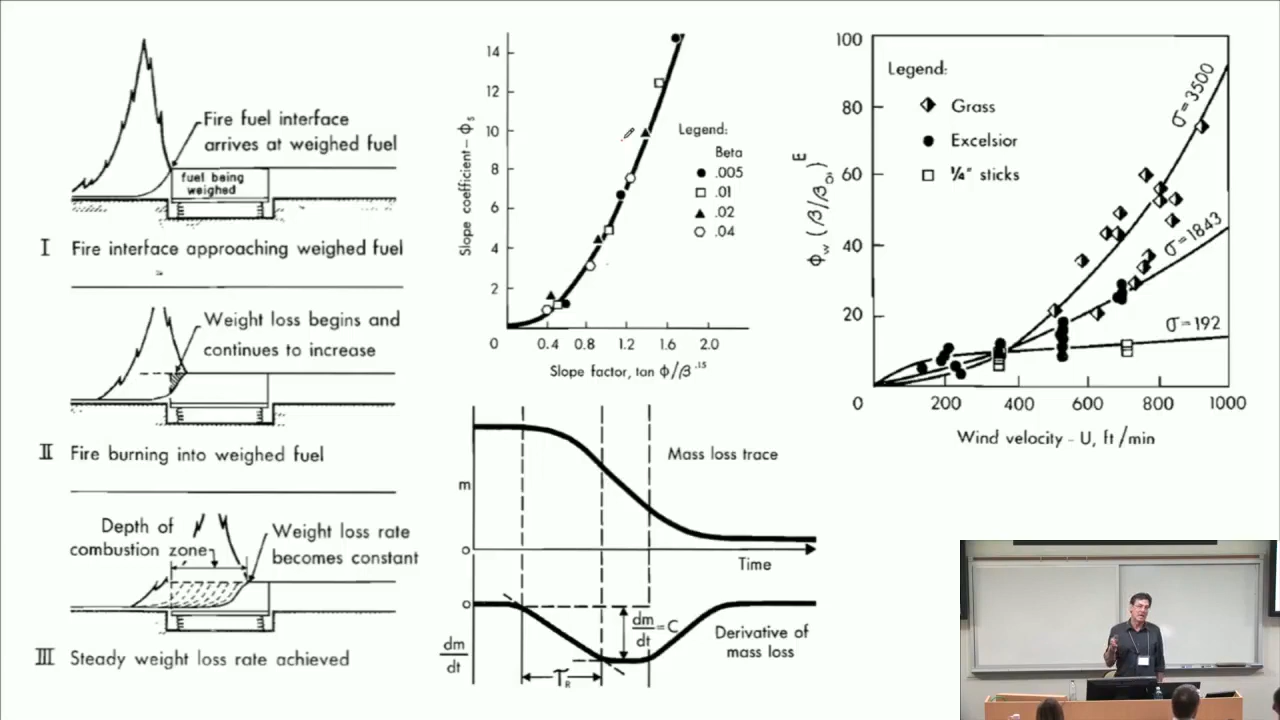 Fire fuel interface
arrives at weighed fuel
fuel being
weighed
I Fire interface approaching weighed fuel
Weight loss begins and
continues to increase
II Fire burning into weighed fuel
Depth of
combustion zone
Weight loss rate
becomes constant
III Steady weight loss rate achieved
14
12
10
8
6
4
2
0
0.4 0.8 1.2 1.6 2.0
Slope coefficient - ϕs
Slope factor, tan ϕ/β .15
Legend:
Beta
.005
.01
.02
.04
m
o
Mass loss trace
Time
o
dm
dt
dm
dt = C
τR
Derivative of
mass loss
100
80
60
40
20
0
200 400 600 800 1000
ϕw (β/βop)E
Legend:
Grass
Excelsior
¼" sticks
σ=3500
σ=1843
σ=192
Wind velocity - U, ft/min